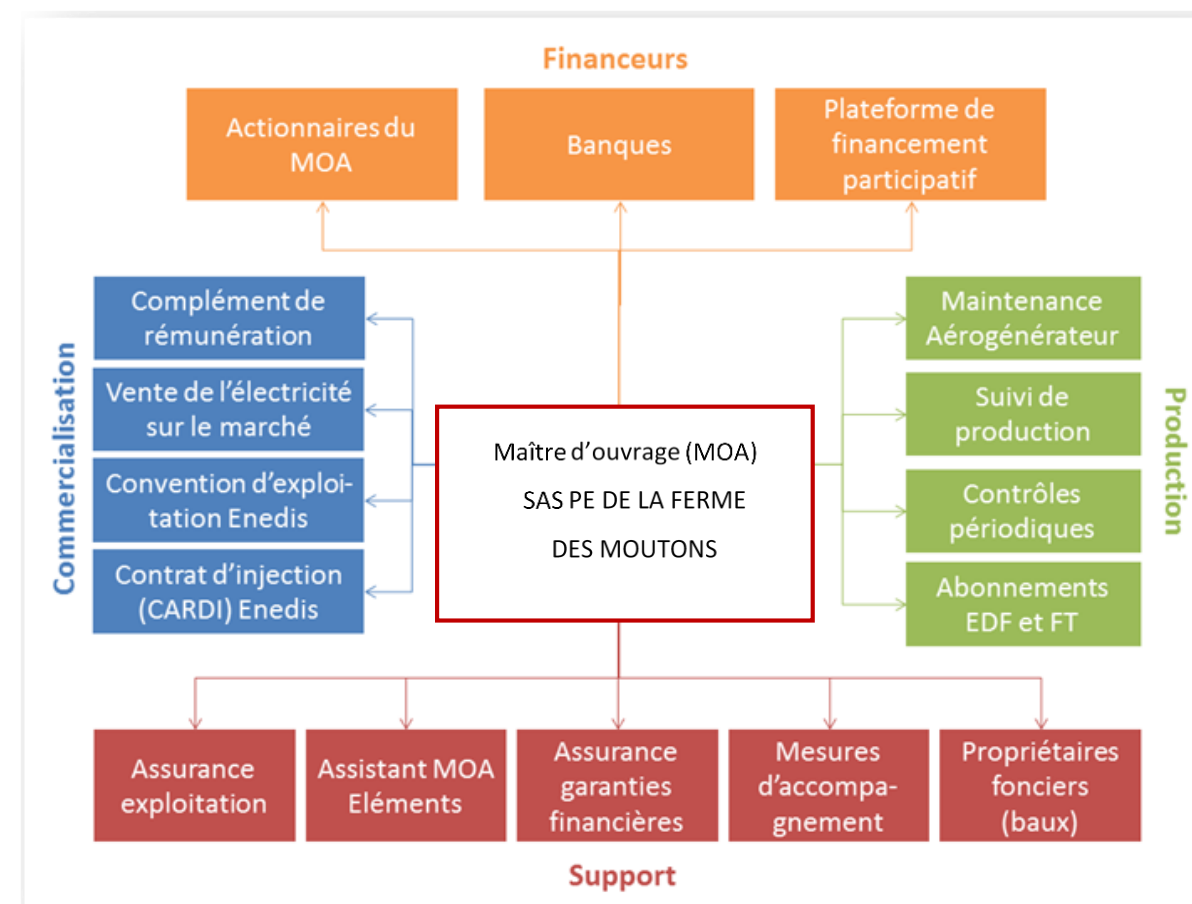 Financeurs
Actionnaires du
MOA
Banques
Plateforme de
financement
participatif
Commercialisation
Complément de
rémunération
Vente de l'électricité
sur le marché
Convention d'exploi-
tation Enedis
Contrat d'injection
(CARDI) Enedis
Maître d'ouvrage (MOA)
SAS PE DE LA FERME
DES MOUTONS
Maintenance
Aérogénérateur
Suivi de
production
Contrôles
périodiques
Abonnements
EDF et FT
Production
Assurance
exploitation
Assistant MOA
Eléments
Assurance
garanties
financières
Mesures
d'accompa-
gnement
Propriétaires
fonciers
(baux)
Support